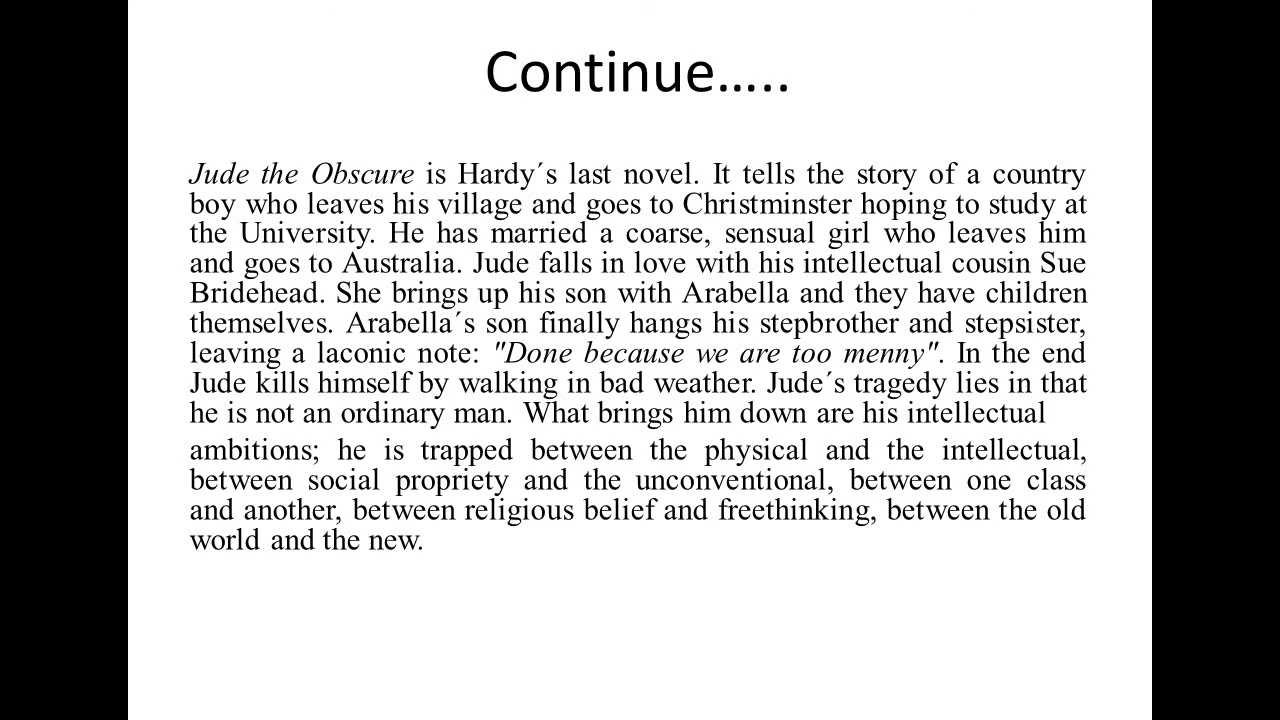 Continue…..
Jude the Obscure is Hardy´s last novel. It tells the story of a country
boy who leaves his village and goes to Christminster hoping to study at
the University. He has married a coarse, sensual girl who leaves him
and goes to Australia. Jude falls in love with his intellectual cousin Sue
Bridehead. She brings up his son with Arabella and they have children
themselves. Arabella´s son finally hangs his stepbrother and stepsister,
leaving a laconic note: "Done because we are too menny". In the end
Jude kills himself by walking in bad weather. Jude´s tragedy lies in that
he is not an ordinary man. What brings him down are his intellectual
ambitions; he is trapped between the physical and the intellectual,
between social propriety and the unconventional, between one class
and another, between religious belief and freethinking, between the old
world and the new.